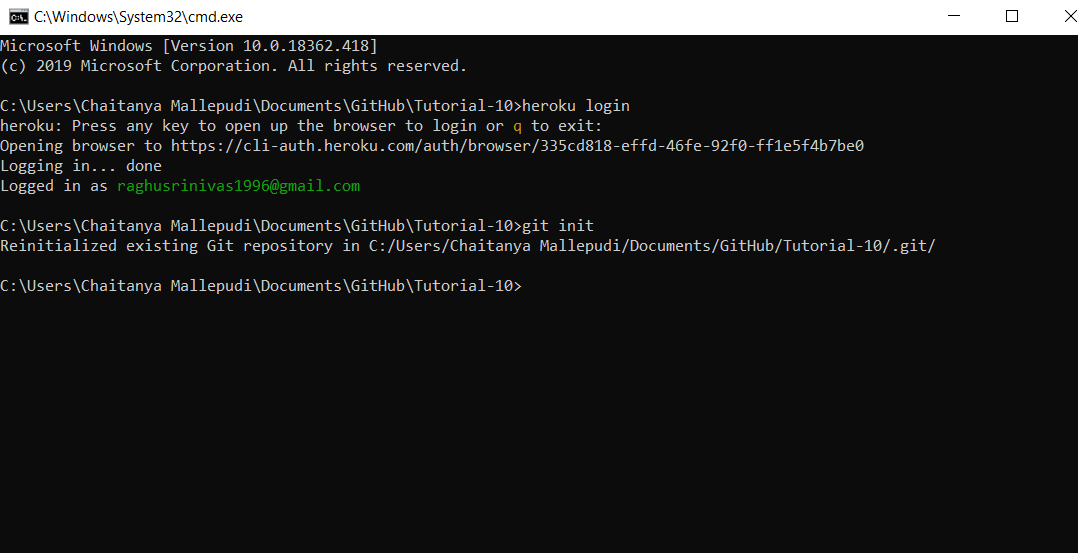 C:\Windows\System32\cmd.exe
Microsoft Windows [Version 10.0.18362.418]
(c) 2019 Microsoft Corporation. All rights reserved.
C:\Users\Chaitanya Mallepudi\Documents\GitHub\Tutorial-10>heroku login
heroku: Press any key to open up the browser to login or q to exit:
Opening browser to https://cli-auth.heroku.com/auth/browser/335cd818-effd-46fe-92f0-ff1e5f4b7be0
Logging in... done
Logged in as raghusrinivas1996@gmail.com
C:\Users\Chaitanya Mallepudi\Documents\GitHub\Tutorial-10>git init
Reinitialized existing Git repository in C:/Users/Chaitanya Mallepudi/Documents/GitHub/Tutorial-10/.git/
C:\Users\Chaitanya Mallepudi\Documents\GitHub\Tutorial-10>